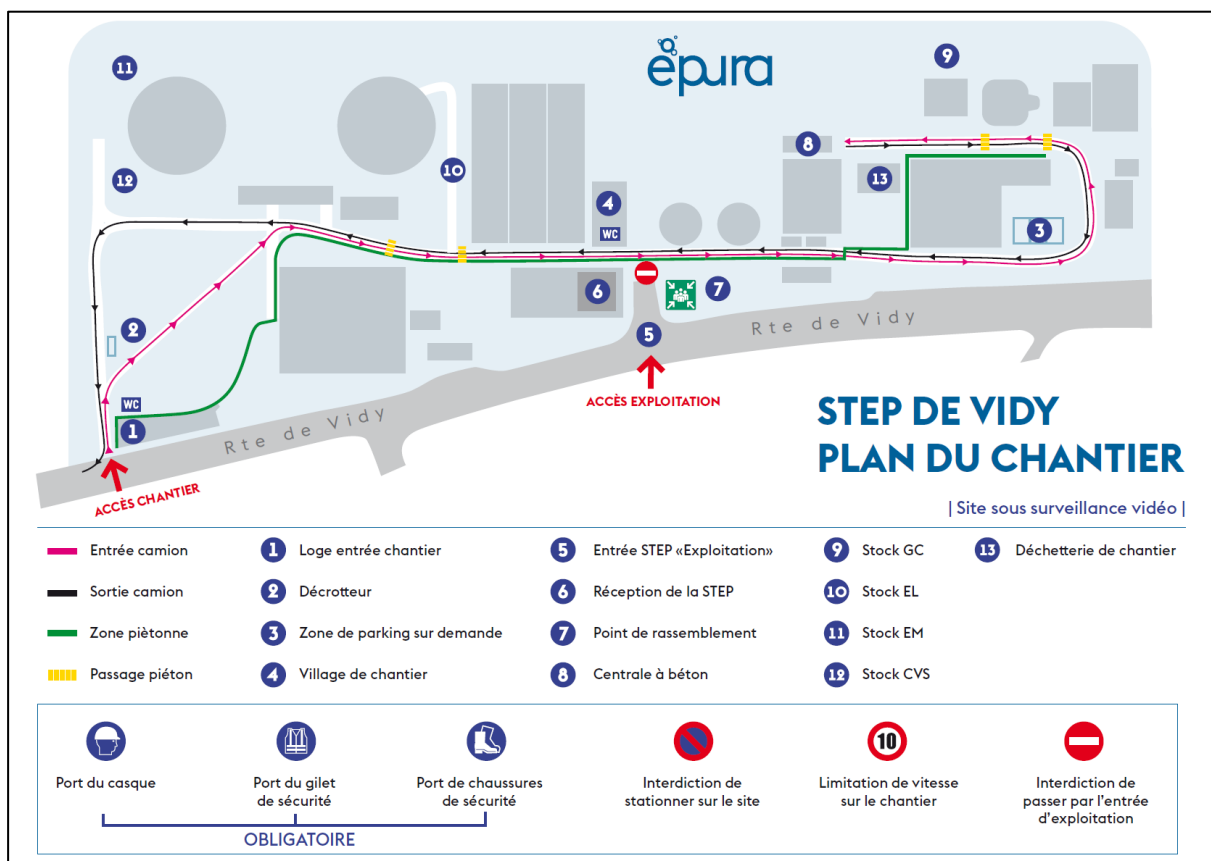 11
9
épura
8
10
13
12
4
WC
3
6
7
2
5
Rte de Vidy
ACCÈS EXPLOITATION
WC
1
Rte de Vidy
ACCÈS CHANTIER
STEP DE VIDY
PLAN DU CHANTIER
| Site sous surveillance vidéo |
Entrée camion
1 Loge entrée chantier
5 Entrée STEP «Exploitation»
9 Stock GC
13 Déchetterie de chantier
Sortie camion
2 Décrotteur
6 Réception de la STEP
10 Stock EL
Zone piètonne
3 Zone de parking sur demande
7 Point de rassemblement
11 Stock EM
Passage piéton
4 Village de chantier
8 Centrale à béton
12 Stock CVS
10
Port du casque
Port du gilet
de sécurité
Port de chaussures
de sécurité
Interdiction de
stationner sur le site
Limitation de vitesse
sur le chantier
Interdiction de
passer par l'entrée
d'exploitation
OBLIGATOIRE